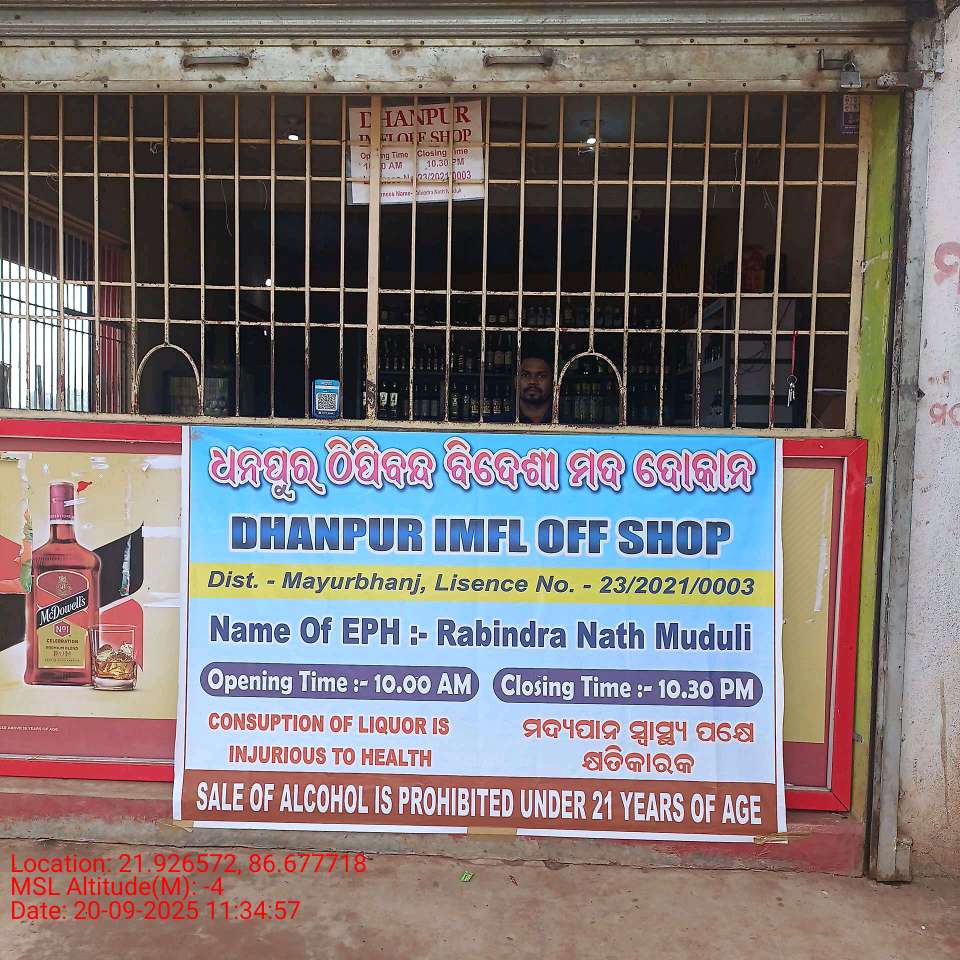 DHANPUR
IMFL OFF SHOP
Opening Time Closing Time
10.30 PM
23/2021/0003
ଧନପୁର ଠିପିବନ୍ଦ ବିଦେଶୀ ମଦ ଦୋକାନ
DHANPUR IMFL OFF SHOP
Dist. - Mayurbhanj, Lisence No. - 23/2021/0003
Name Of EPH :- Rabindra Nath Muduli
Opening Time :- 10.00 AM Closing Time :- 10.30 PM
CONSUPTION OF LIQUOR IS
INJURIOUS TO HEALTH
ମଦ୍ୟପାନ ସ୍ୱାସ୍ଥ୍ୟ ପକ୍ଷେ
କ୍ଷତିକାରକ
SALE OF ALCOHOL IS PROHIBITED UNDER 21 YEARS OF AGE
McDowell's
No1
CELEBRATION
Location: 21.926572, 86.677718
MSL Altitude(M): -4
Date: 20-09-2025 11:34:57